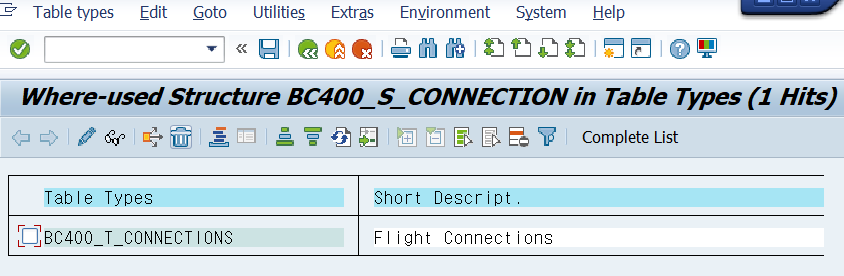 Table types Edit Goto Utilities Extras Environment System Help
Where-used Structure BC400_S_CONNECTION in Table Types (1 Hits)
Complete List
Table Types Short Descript.
BC400_T_CONNECTIONS Flight Connections